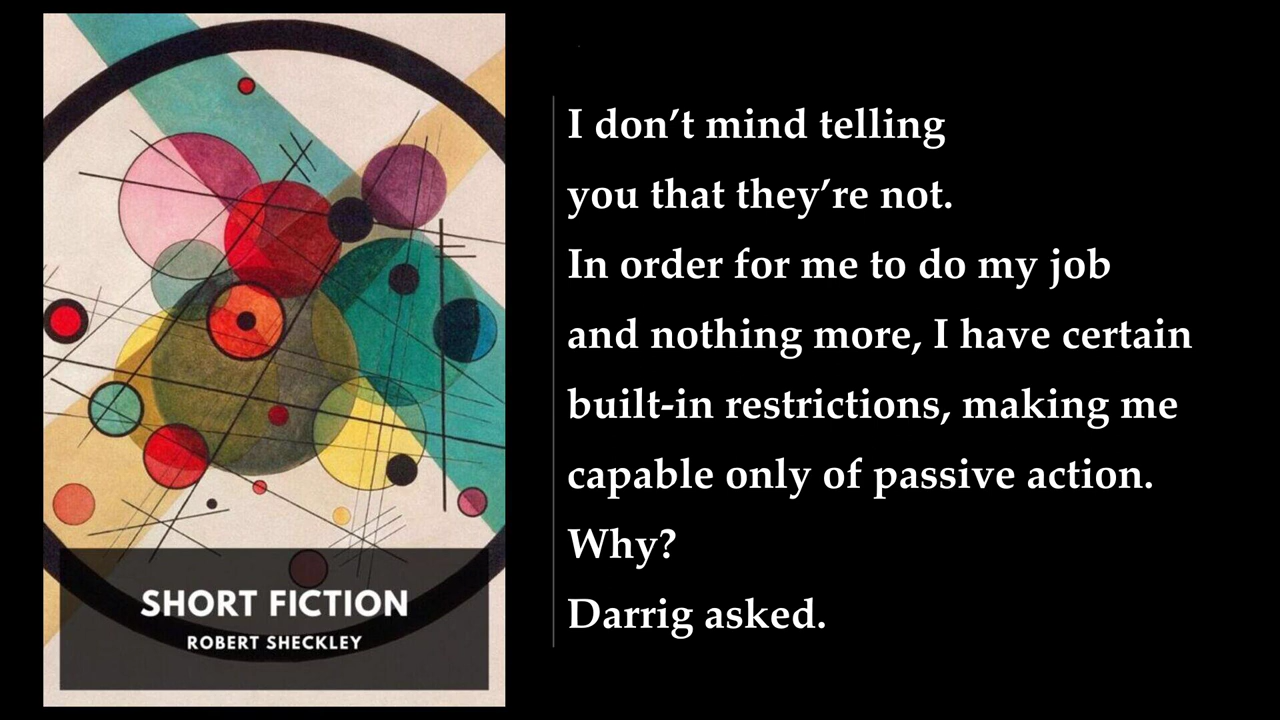 SHORT FICTION
ROBERT SHECKLEY
I don’t mind telling
you that they’re not.
In order for me to do my job
and nothing more, I have certain
built-in restrictions, making me
capable only of passive action.
Why?
Darrig asked.